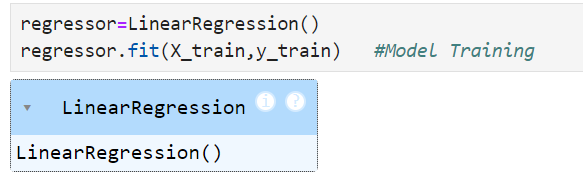 regressor=LinearRegression()
regressor.fit(X_train,y_train)   #Model Training
▾ LinearRegression i ?
LinearRegression()